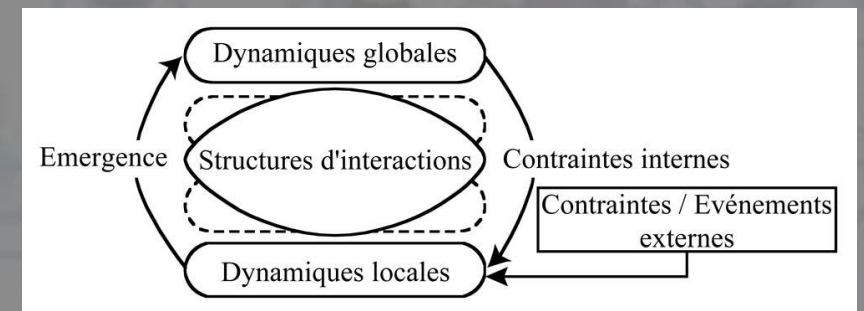 Dynamiques globales
Emergence
Structures d'interactions
Contraintes internes
Contraintes / Evénements
externes
Dynamiques locales